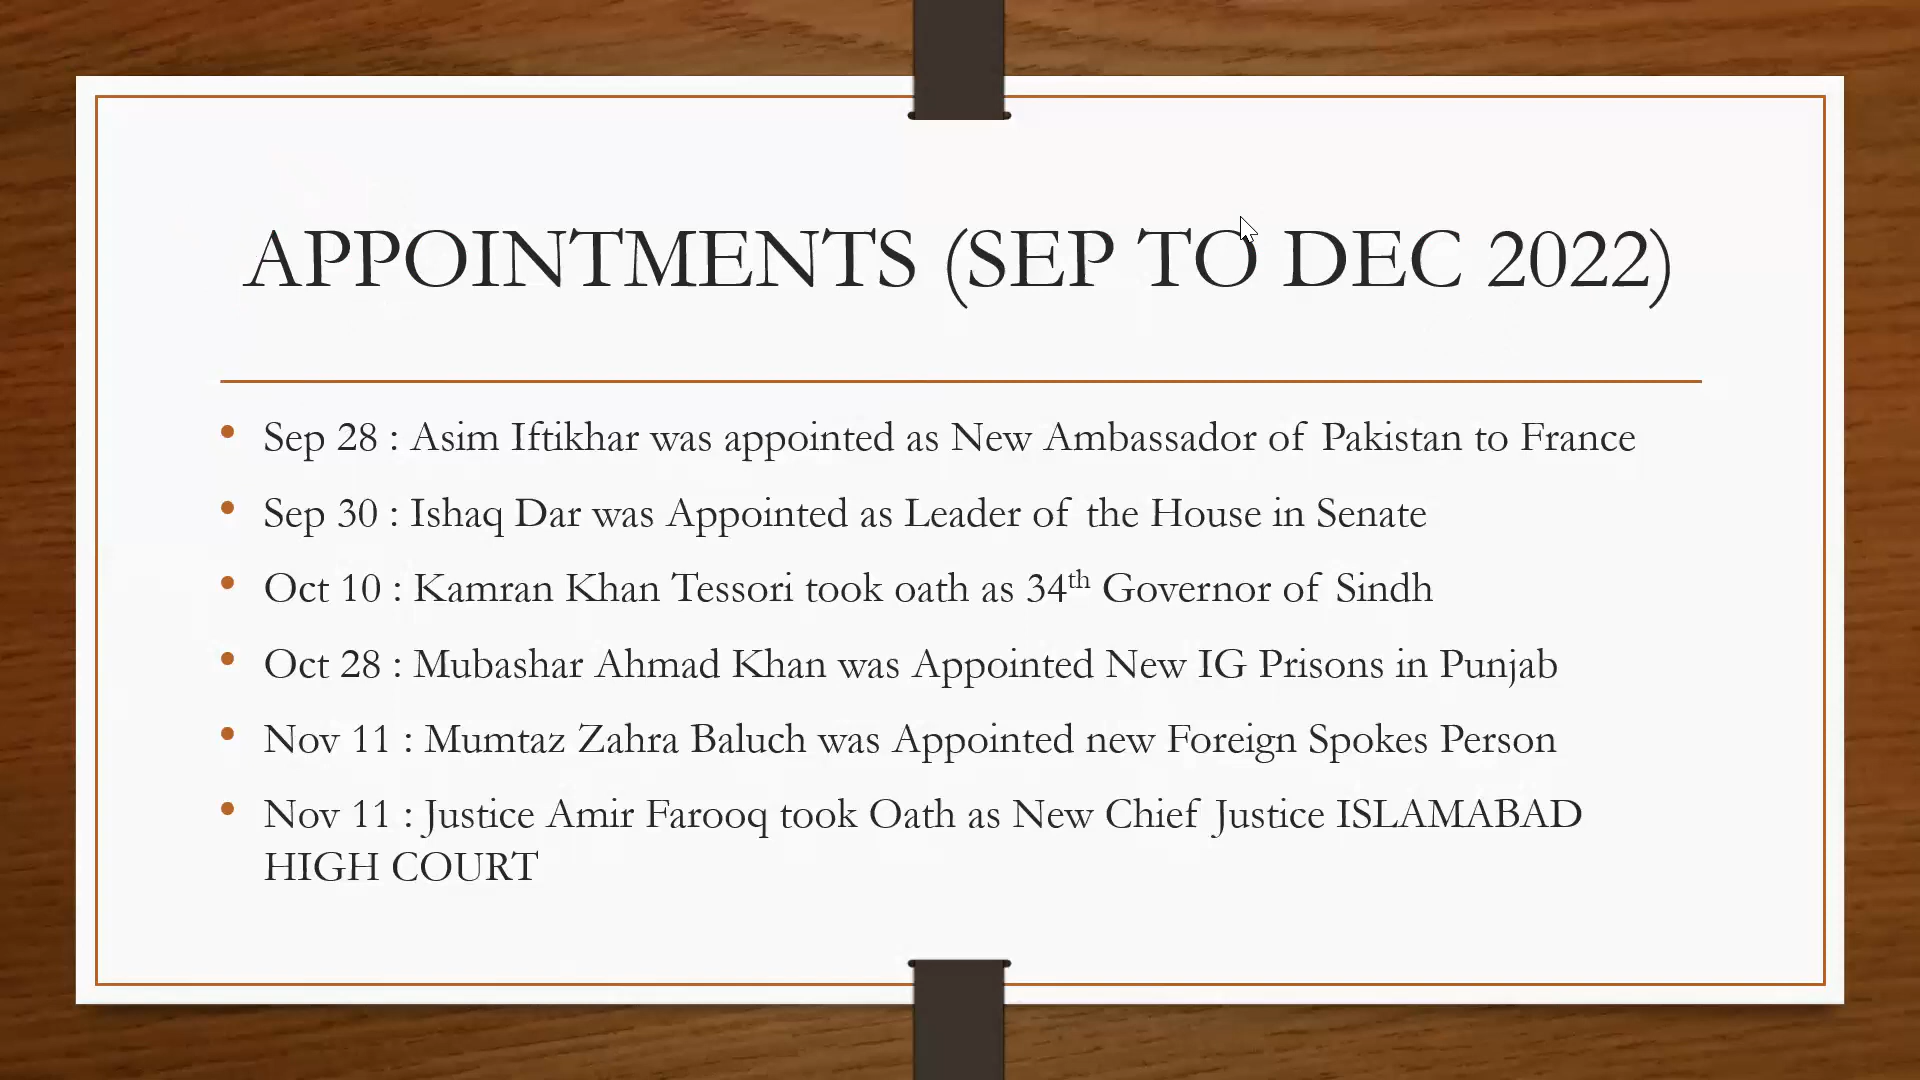 APPOINTMENTS (SEP TO DEC 2022)
• Sep 28 : Asim Iftikhar was appointed as New Ambassador of Pakistan to France
• Sep 30 : Ishaq Dar was Appointed as Leader of the House in Senate
• Oct 10 : Kamran Khan Tessori took oath as 34th Governor of Sindh
• Oct 28 : Mubashar Ahmad Khan was Appointed New IG Prisons in Punjab
• Nov 11 : Mumtaz Zahra Baluch was Appointed new Foreign Spokes Person
• Nov 11 : Justice Amir Farooq took Oath as New Chief Justice ISLAMABAD
HIGH COURT